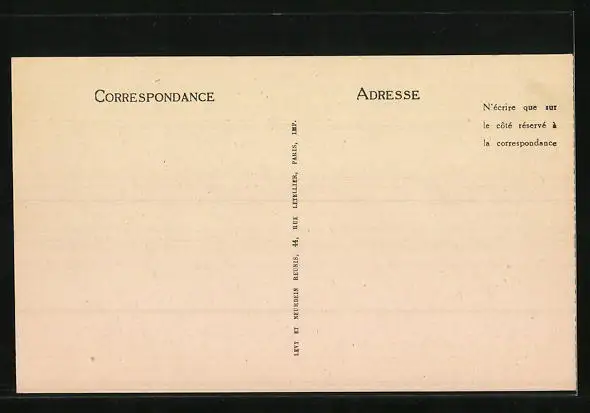 CORRESPONDANCE
ADRESSE
N'écrire que sur
le côté réservé à
la correspondance
LEVY ET NEURDEIN REUNIS, 44, RUE LETELLIER, PARIS, IMP.